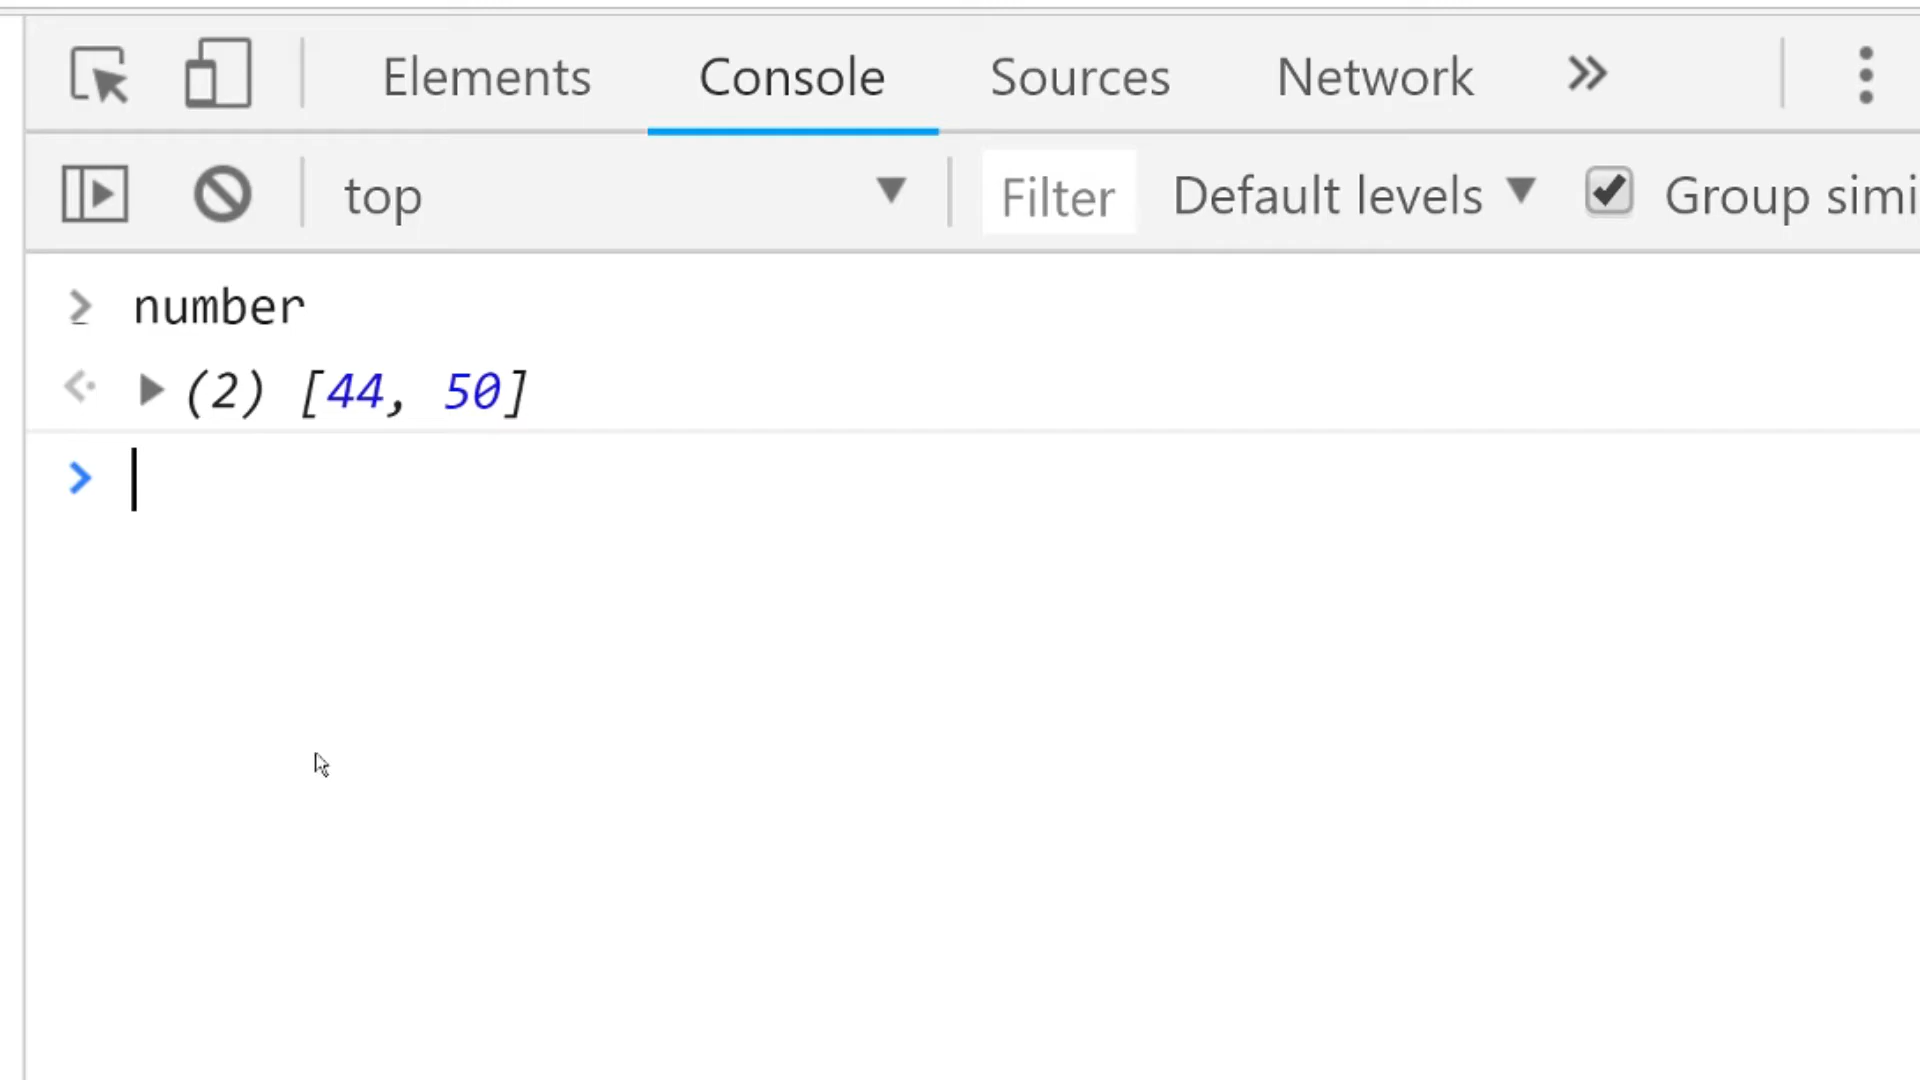 Elements Console Sources Network
top Filter Default levels Group simi
number
(2) [44, 50]